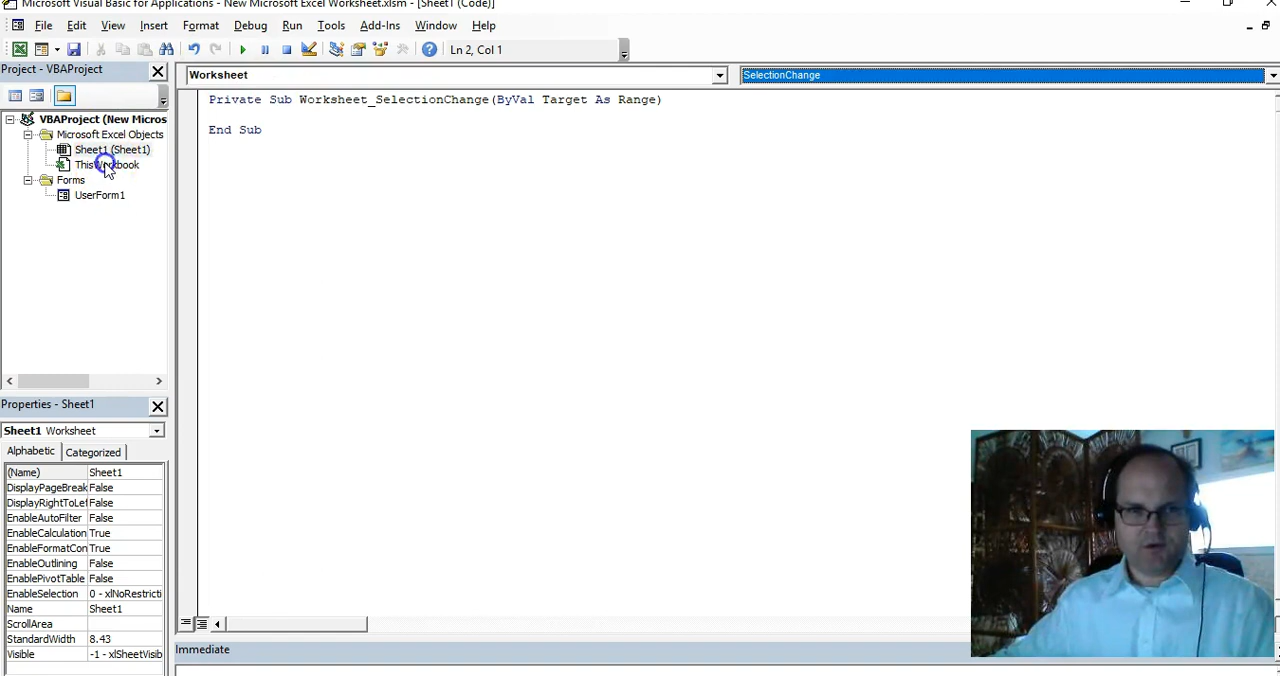 Microsoft Visual Basic for Applications - New Microsoft Excel Worksheet.xlsm - [Sheet1 (Code)]
File Edit View Insert Format Debug Run Tools Add-Ins Window Help
Ln 2, Col 1
Project - VBAProject
Worksheet
SelectionChange
VBAProject (New Micros
Microsoft Excel Objects
Sheet1 (Sheet1)
ThisWorkbook
Forms
UserForm1
Private Sub Worksheet_SelectionChange(ByVal Target As Range)
End Sub
Properties - Sheet1
Sheet1 Worksheet
Alphabetic Categorized
(Name) Sheet1
DisplayPageBreak False
DisplayRightToLef False
EnableAutoFilter False
EnableCalculation True
EnableFormatCon True
EnableOutlining False
EnablePivotTable False
EnableSelection 0 - xlNoRestricti
Name Sheet1
ScrollArea
StandardWidth 8.43
Visible -1 - xlSheetVisib
Immediate